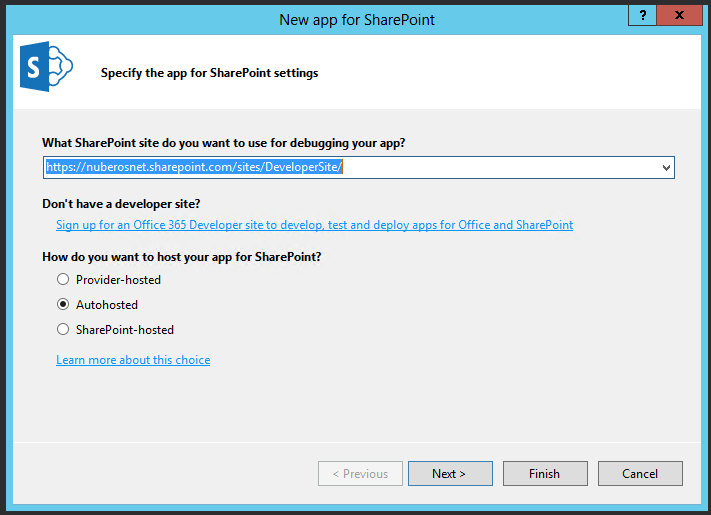 New app for SharePoint
?
x
S
Specify the app for SharePoint settings
What SharePoint site do you want to use for debugging your app?
https://nuberosnet.sharepoint.com/sites/DeveloperSite/
Don't have a developer site?
Sign up for an Office 365 Developer site to develop, test and deploy apps for Office and SharePoint
How do you want to host your app for SharePoint?
Provider-hosted
Autohosted
SharePoint-hosted
Learn more about this choice
< Previous
Next >
Finish
Cancel